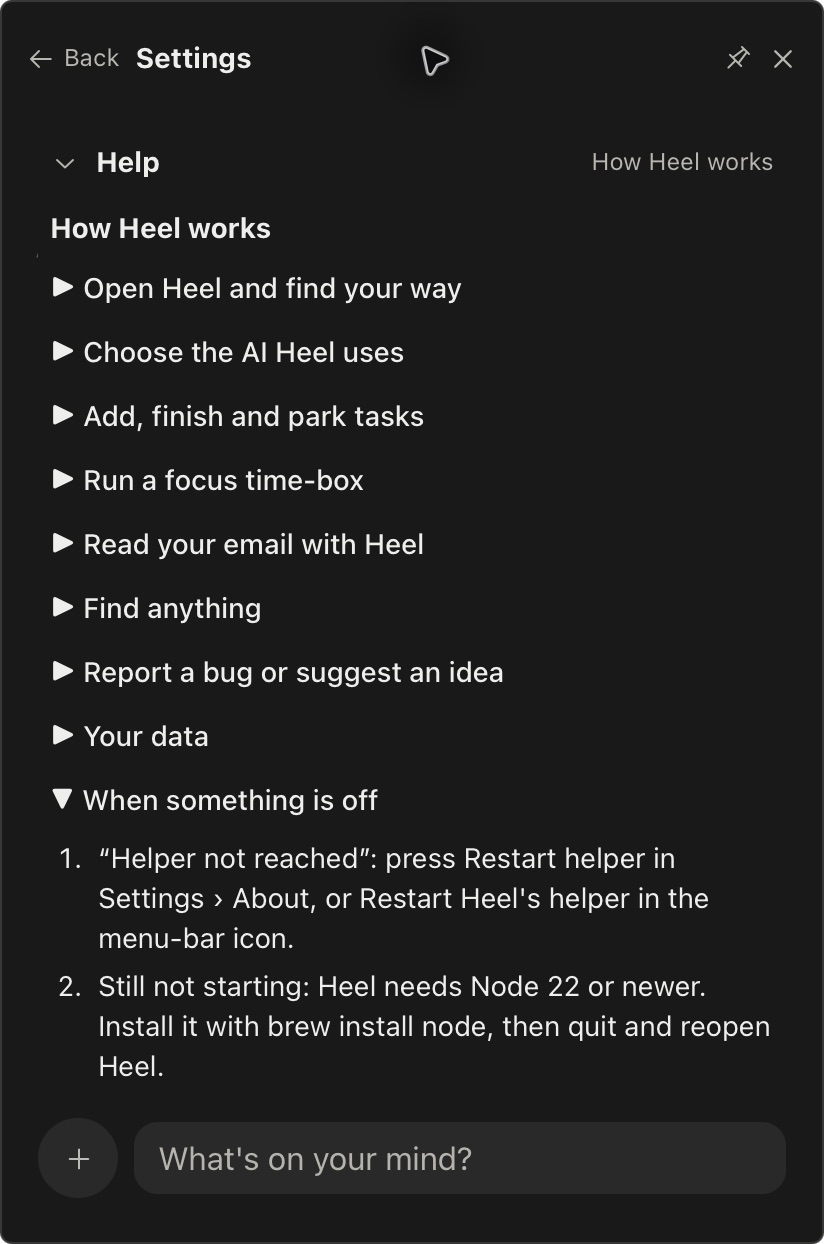 Back Settings
Help How Heel works
How Heel works
Open Heel and find your way
Choose the AI Heel uses
Add, finish and park tasks
Run a focus time-box
Read your email with Heel
Find anything
Report a bug or suggest an idea
Your data
When something is off
1. “Helper not reached”: press Restart helper in
Settings › About, or Restart Heel's helper in the
menu-bar icon.
2. Still not starting: Heel needs Node 22 or newer.
Install it with brew install node, then quit and reopen
Heel.
What's on your mind?